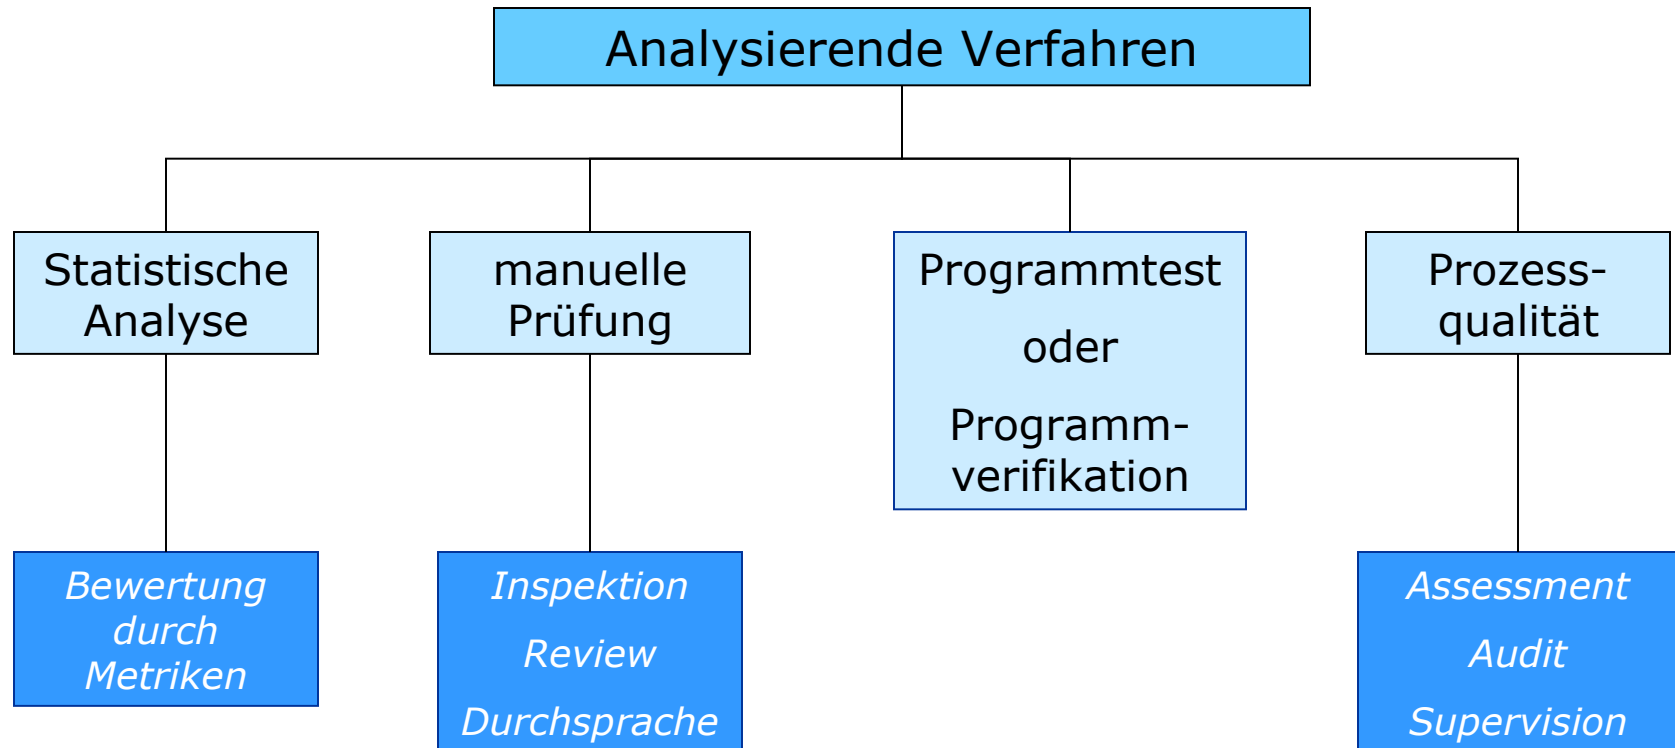 Analysierende Verfahren
Statistische
Analyse
manuelle
Prüfung
Programmtest
oder
Programm-
verifikation
Prozess-
qualität
Bewertung
durch
Metriken
Inspektion
Review
Durchsprache
Assessment
Audit
Supervision